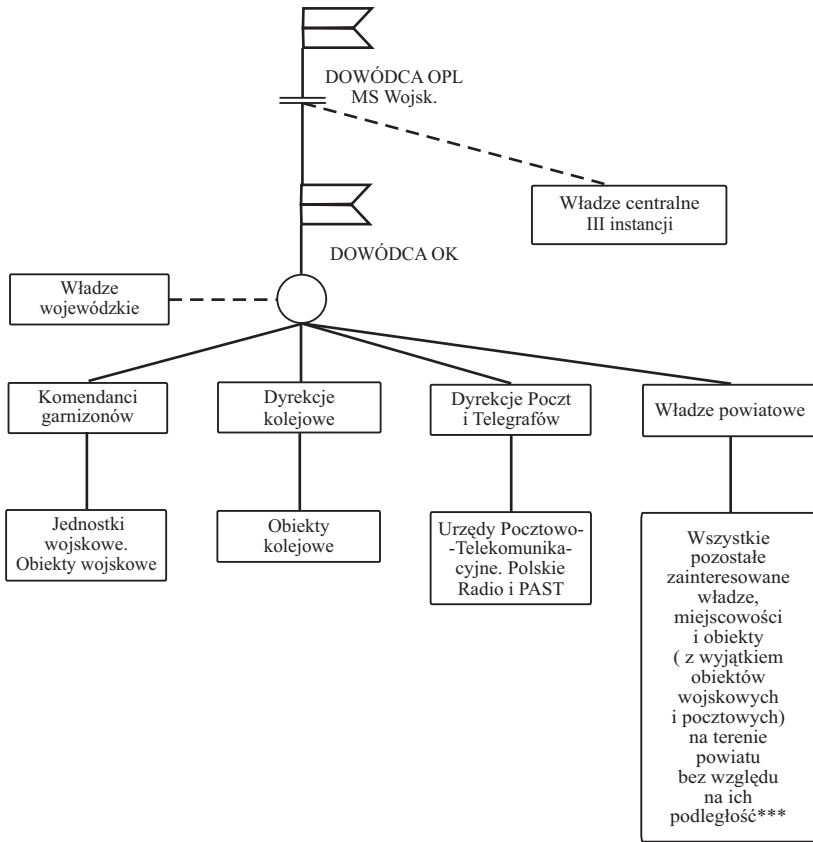 DOWÓDCA OPL
MS Wojsk.
Władze centralne
III instancji
DOWÓDCA OK
Władze
wojewódzkie
Komendanci
garnizonów
Dyrekcje
kolejowe
Dyrekcje Poczt
i Telegrafów
Władze powiatowe
Jednostki
wojskowe.
Obiekty wojskowe
Obiekty
kolejowe
Urzędy Pocztowo-
-Telekomunika-
cyjne. Polskie
Radio i PAST
Wszystkie
pozostałe
zainteresowane
władze,
miejscowości
i obiekty
( z wyjątkiem
obiektów
wojskowych
i pocztowych)
na terenie
powiatu
bez względu
na ich
podległość***